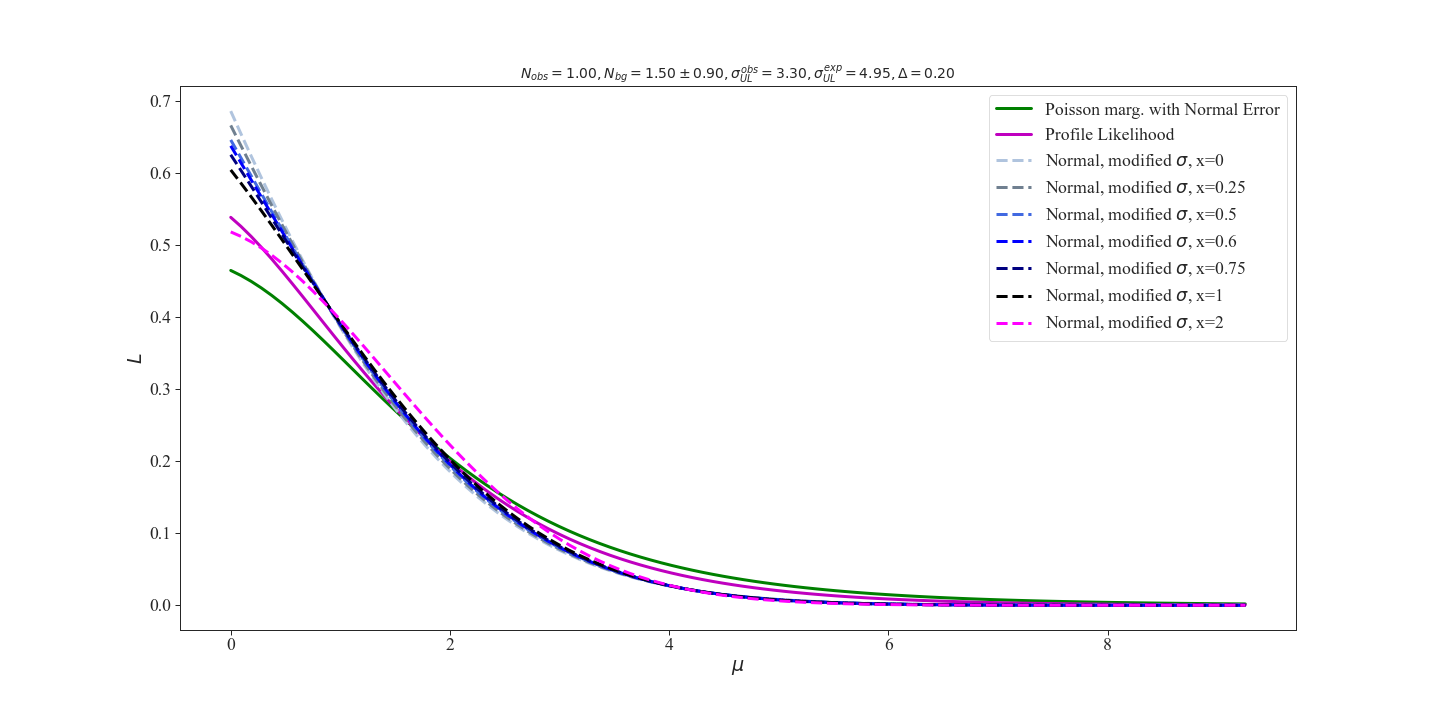 N_obs = 1.00, N_bg = 1.50 ± 0.90, σ_UL^obs = 3.30, σ_UL^exp = 4.95, Δ = 0.20
0.7
0.6
0.5
0.4
0.3
0.2
0.1
0.0
L
Poisson marg. with Normal Error
Profile Likelihood
Normal, modified σ, x=0
Normal, modified σ, x=0.25
Normal, modified σ, x=0.5
Normal, modified σ, x=0.6
Normal, modified σ, x=0.75
Normal, modified σ, x=1
Normal, modified σ, x=2
0 2 4 6 8
μ